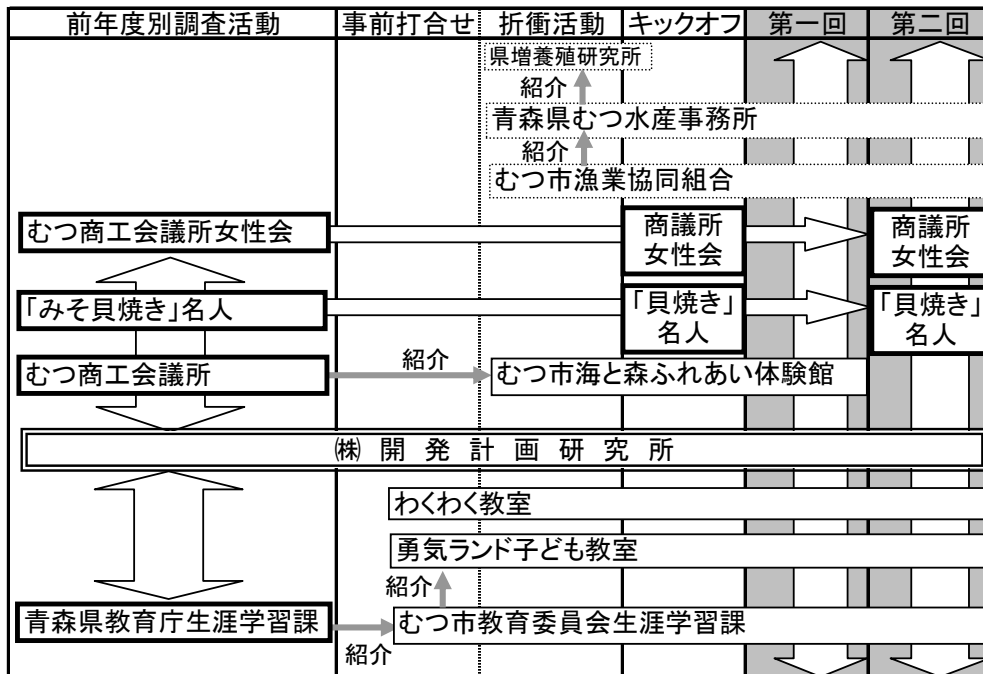 前年度別調査活動 事前打合せ 折衝活動 キックオフ 第一回 第二回
県増養殖研究所
紹介
青森県むつ水産事務所
紹介
むつ市漁業協同組合
むつ商工会議所女性会
商議所
女性会
商議所
女性会
「みそ貝焼き」名人
「貝焼き」
名人
「貝焼き」
名人
むつ商工会議所
紹介
むつ市海と森ふれあい体験館
㈱開発計画研究所
わくわく教室
勇気ランド子ども教室
紹介
青森県教育庁生涯学習課
紹介
むつ市教育委員会生涯学習課